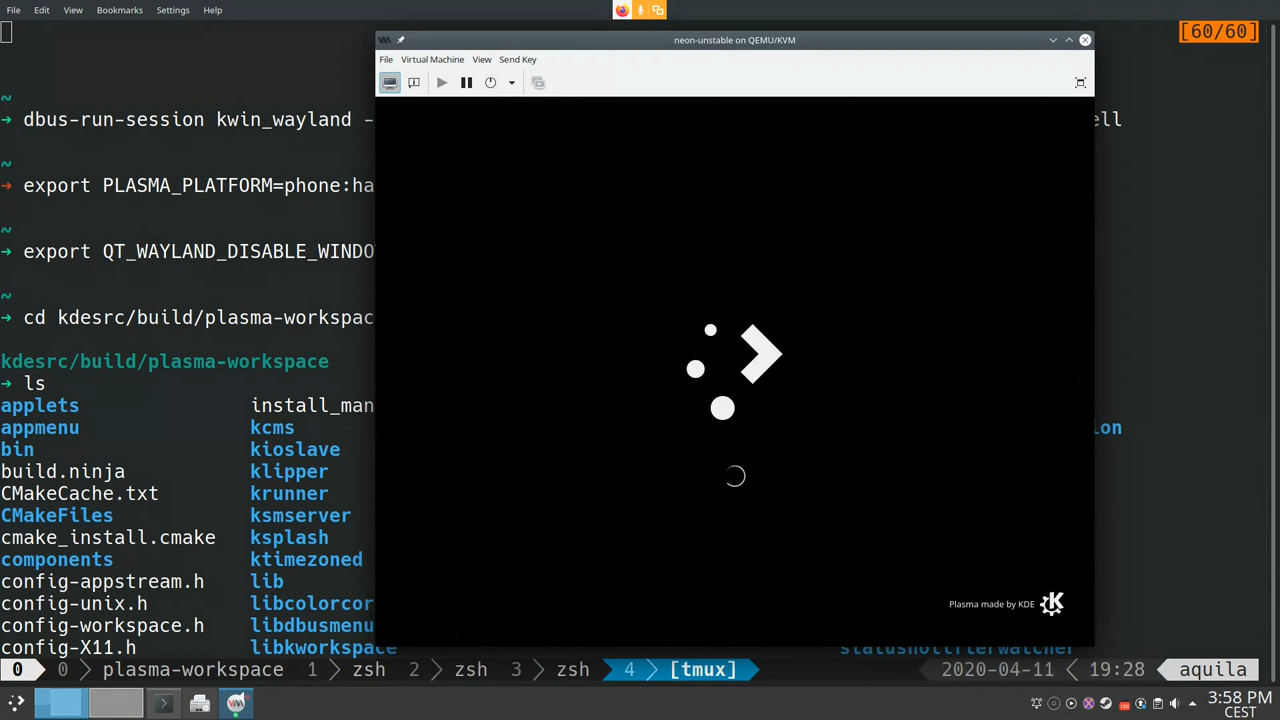 File Edit View Bookmarks Settings Help
[60/60]
neon-unstable on QEMU/KVM
File Virtual Machine View Send Key
~
➜ dbus-run-session kwin_wayland - ell
~
➜ export PLASMA_PLATFORM=phone:ha
~
➜ export QT_WAYLAND_DISABLE_WINDO
~
➜ cd kdesrc/build/plasma-workspac
kdesrc/build/plasma-workspace
➜ ls
applets install_man
appmenu kcms ion
bin kioslave
build.ninja klipper
CMakeCache.txt krunner
CMakeFiles ksmserver
cmake_install.cmake ksplash
components ktimezoned
config-appstream.h lib
config-unix.h libcolorcor
config-workspace.h libdbusmenu
config-X11.h libkworkspace statusnotifierwatcher
Plasma made by KDE
0 0 plasma-workspace 1 zsh 2 zsh 3 zsh 4 [tmux] 2020-04-11 19:28 aquila
3:58 PM
CEST